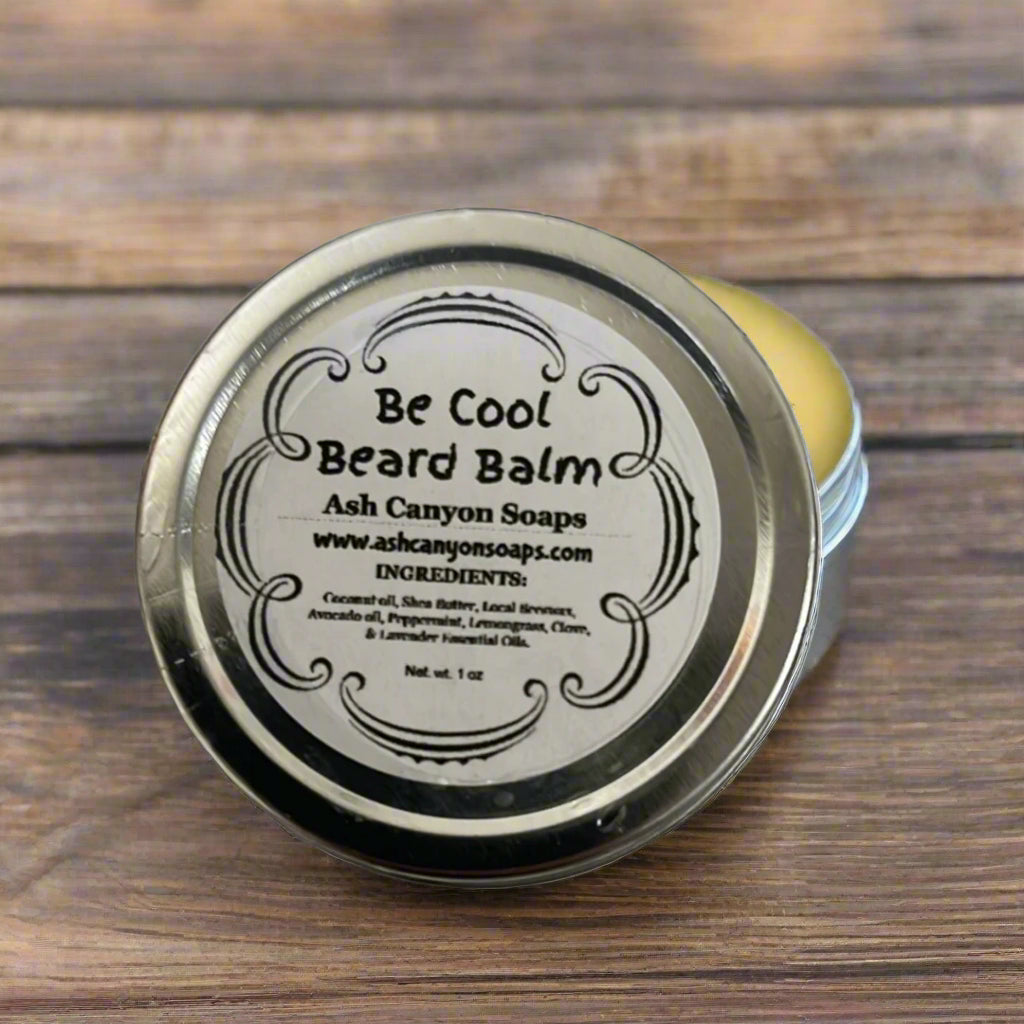 Be Cool
Beard Balm
Ash Canyon Soaps
www.ashcanyonsoaps.com
INGREDIENTS:
Coconut oil, Shea Butter, Local Beeswax,
Avocado oil, Peppermint, Lemongrass, Clove,
& Lavender Essential Oils.
Net. wt. 1 oz